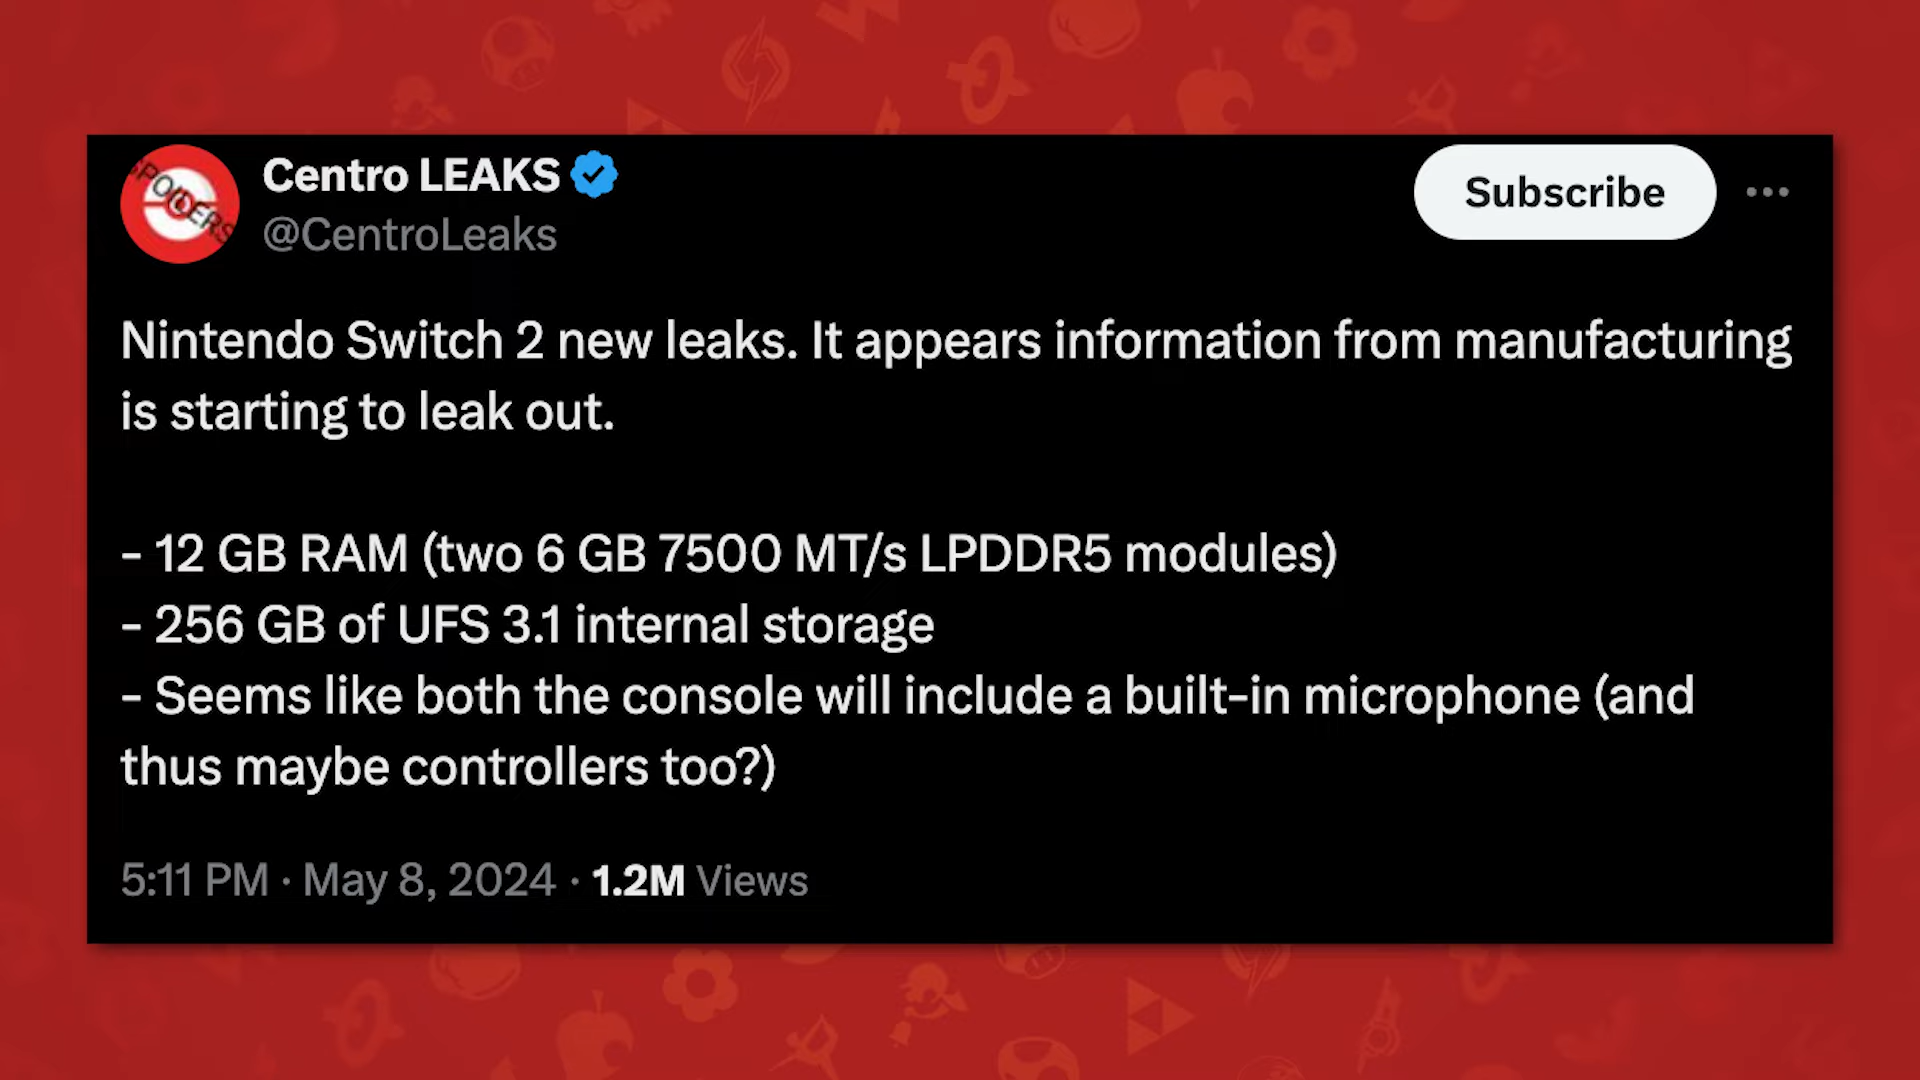 SPOILERS
Centro LEAKS
@CentroLeaks
Subscribe
Nintendo Switch 2 new leaks. It appears information from manufacturing
is starting to leak out.
- 12 GB RAM (two 6 GB 7500 MT/s LPDDR5 modules)
- 256 GB of UFS 3.1 internal storage
- Seems like both the console will include a built-in microphone (and
thus maybe controllers too?)
5:11 PM · May 8, 2024 · 1.2M Views